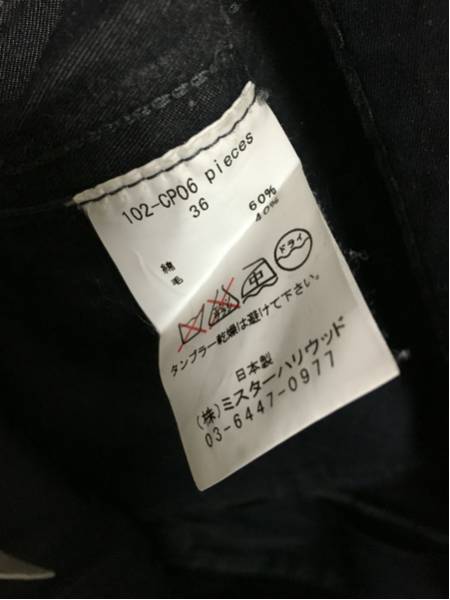 102-CP06 pieces
36
綿 60%
毛 40%
中 ドライ
タンブラー乾燥は避けて下さい。
日本製
(株)ミスターハリウッド
03-6447-0977